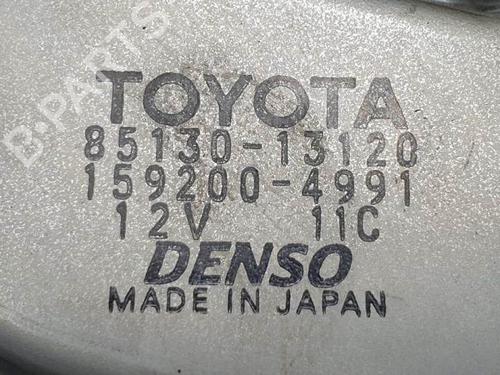 B-PARTS
TOYOTA
85130-13120
159200-4991
12V 11C
DENSO
MADE IN JAPAN